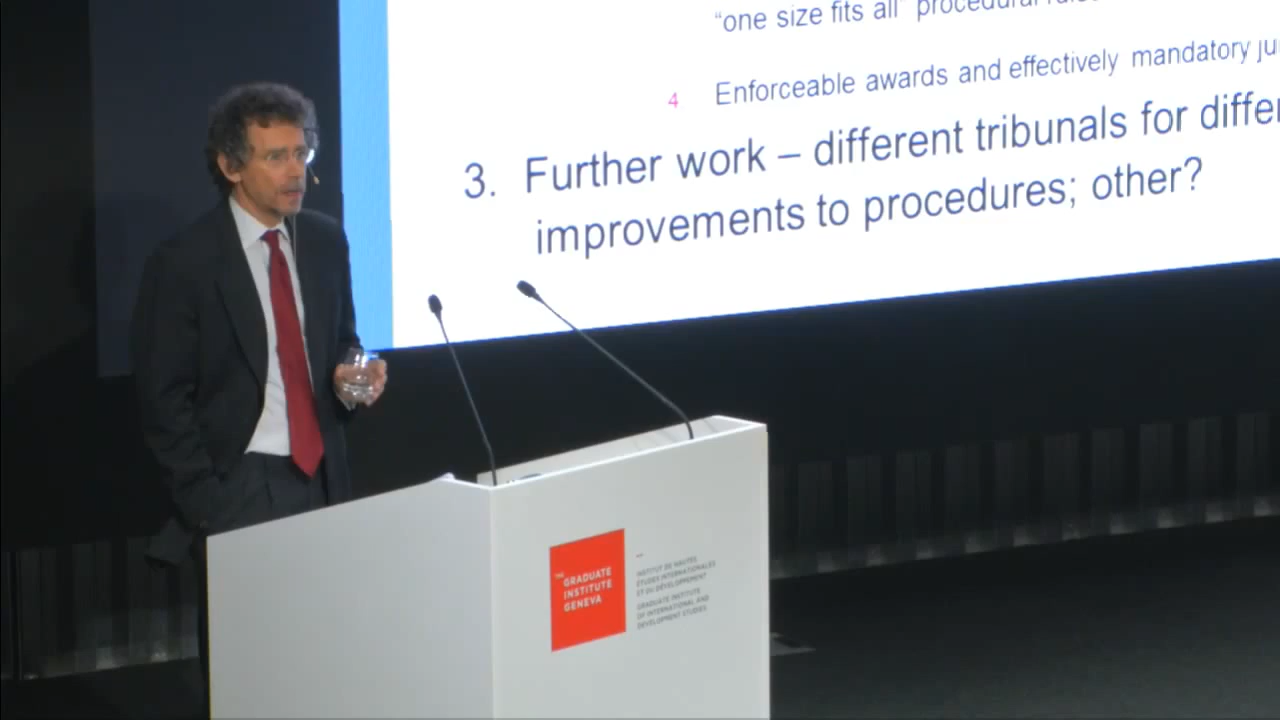 “one size fits all” procedural
4 Enforceable awards and effectively mandatory
3. Further work – different tribunals for
improvements to procedures; other?
THE
GRADUATE
INSTITUTE
GENEVA
INSTITUT DE HAUTES
ÉTUDES INTERNATIONALES
ET DU DÉVELOPPEMENT
GRADUATE INSTITUTE
OF INTERNATIONAL AND
DEVELOPMENT STUDIES